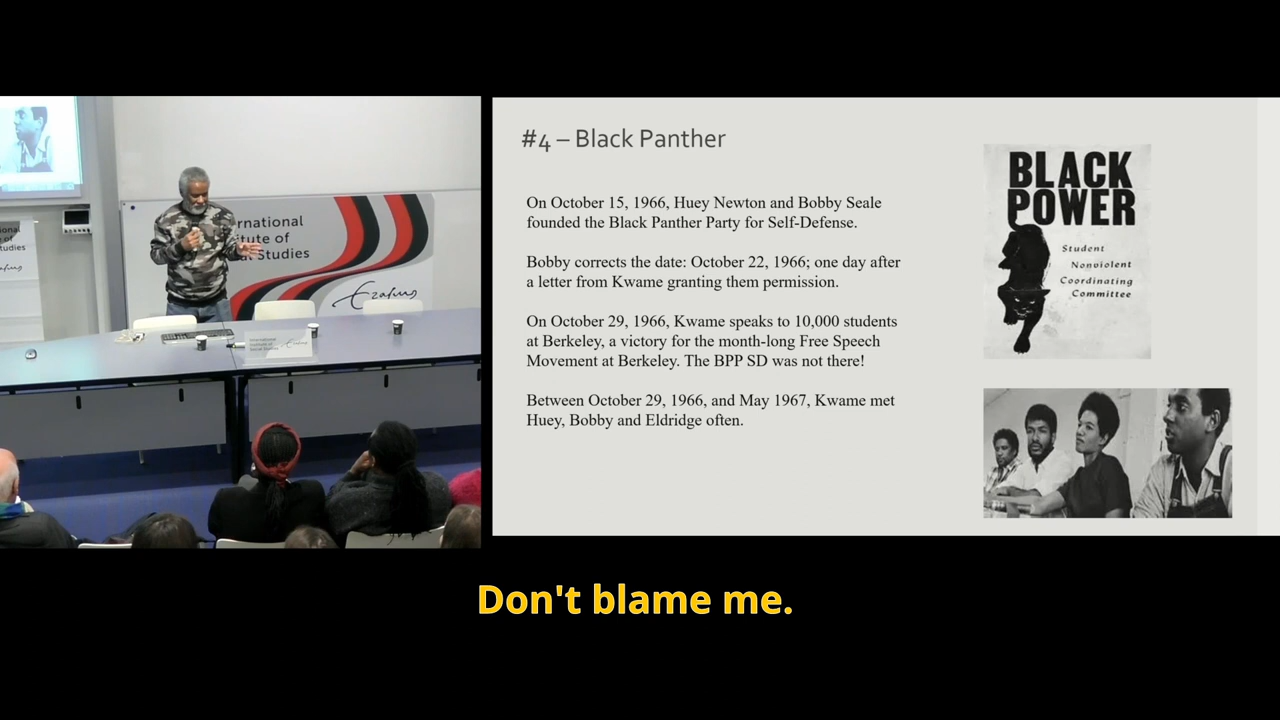 rnational
itute of
al Studies
Erasmus
#4 – Black Panther
On October 15, 1966, Huey Newton and Bobby Seale
founded the Black Panther Party for Self-Defense.
Bobby corrects the date: October 22, 1966; one day after
a letter from Kwame granting them permission.
On October 29, 1966, Kwame speaks to 10,000 students
at Berkeley, a victory for the month-long Free Speech
Movement at Berkeley. The BPP SD was not there!
Between October 29, 1966, and May 1967, Kwame met
Huey, Bobby and Eldridge often.
BLACK
POWER
Student
Nonviolent
Coordinating
Committee
Don't blame me.